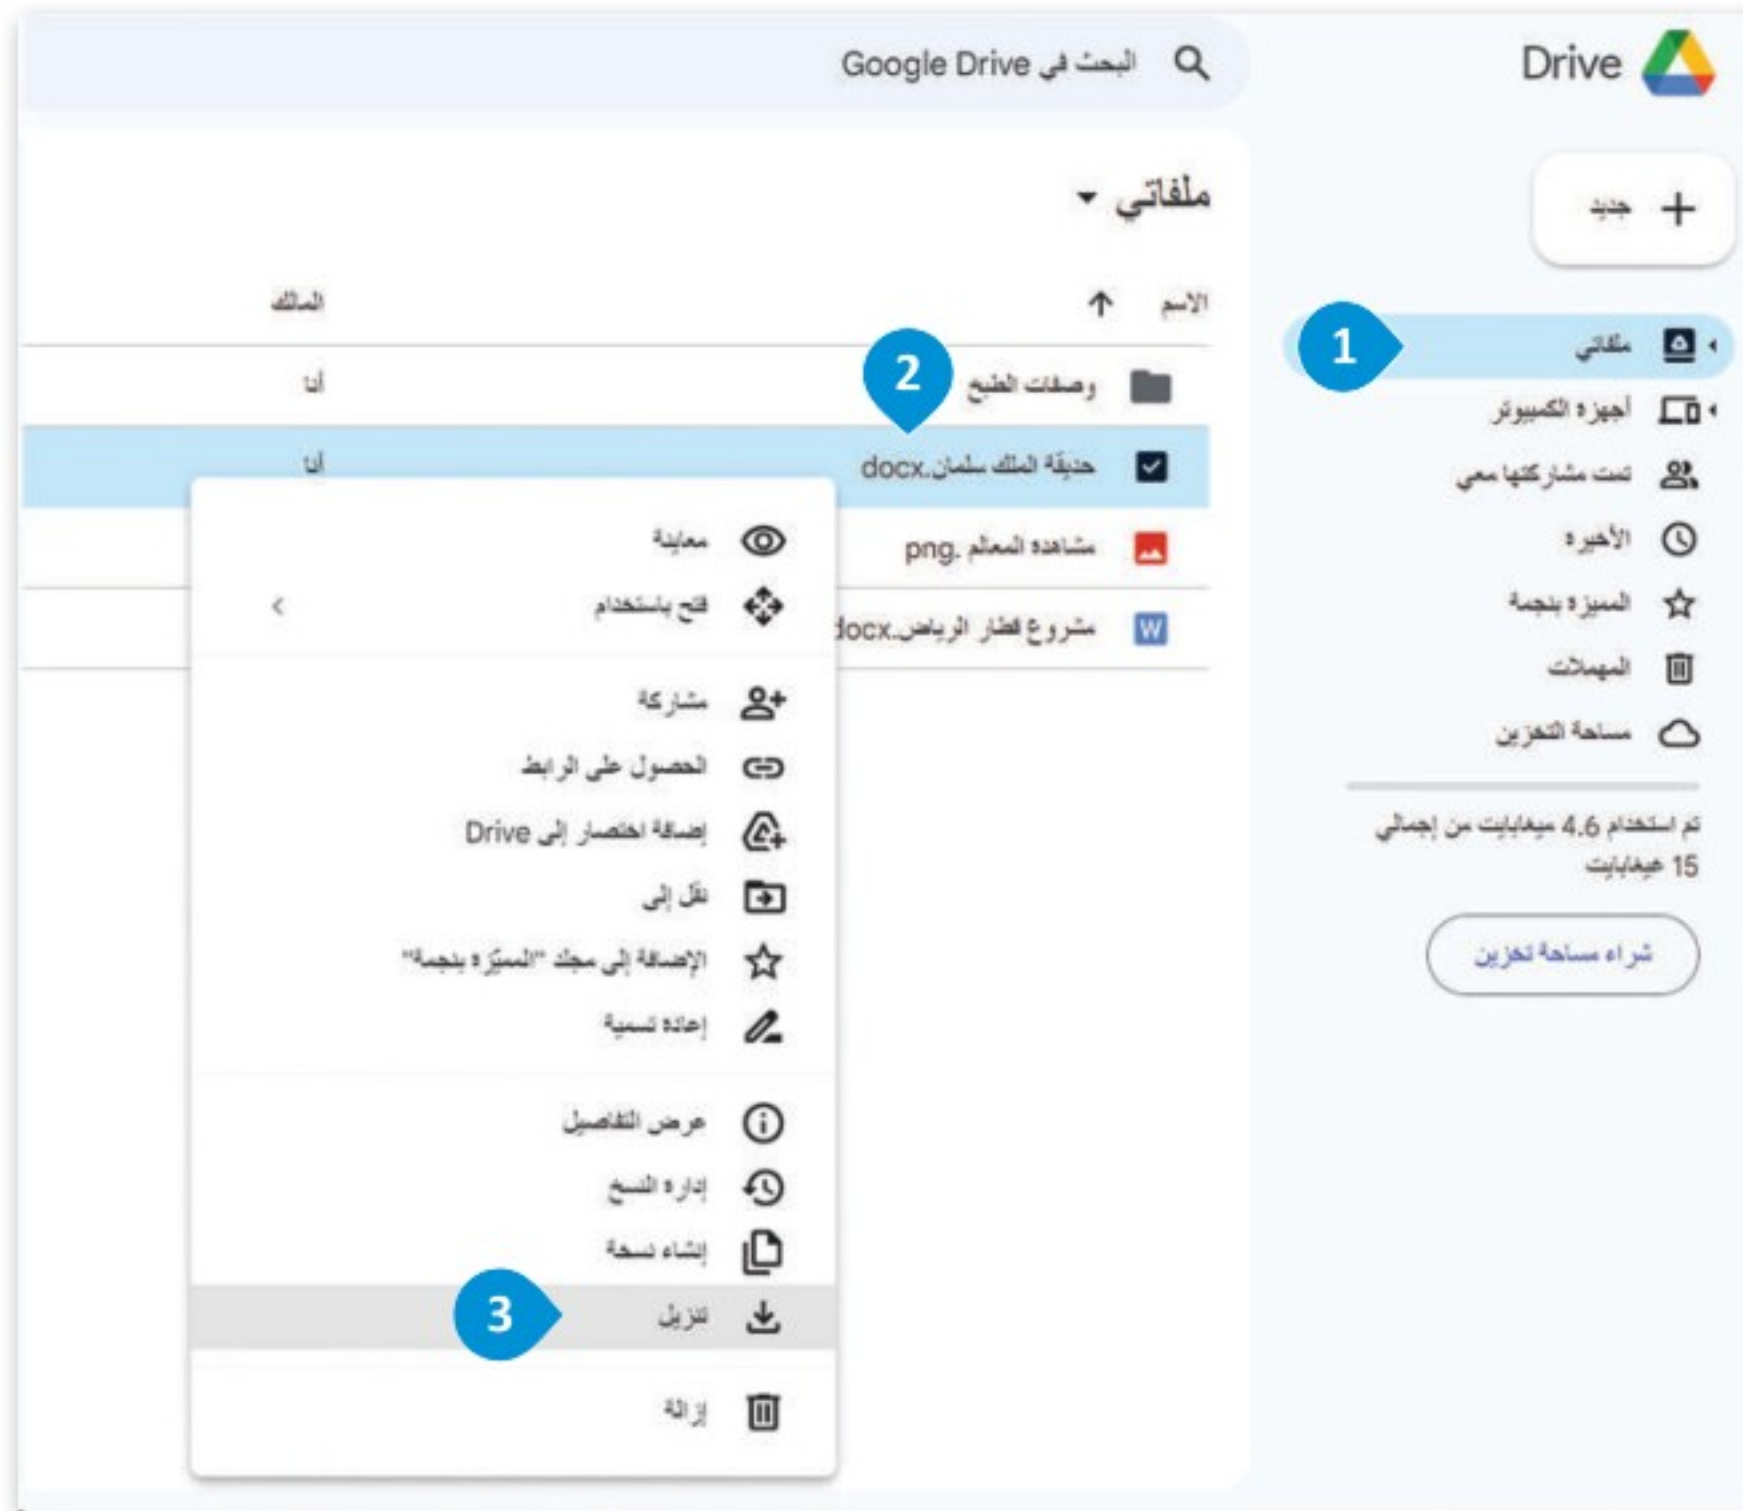 Drive
البحث في Google Drive
جديد
ملفاتي
أجهزة الكمبيوتر
تمت مشاركتها معي
الأخيرة
المميزة بنجمة
المهملات
مساحة التخزين
تم استخدام 4.6 ميغابايت من إجمالي
15 غيغابايت
شراء مساحة تخزين
1
ملفاتي
الاسم
المالك
2
وصفات الطبخ
أنا
حديقة الملك سلمان.docx
أنا
مشاهدة المعالم .png
مشروع قطار الرياض.docx
معاينة
فتح باستخدام
مشاركة
الحصول على الرابط
إضافة اختصار إلى Drive
نقل إلى
الإضافة إلى مجلد "المميّزة بنجمة"
إعادة تسمية
عرض التفاصيل
إدارة النسخ
إنشاء نسخة
تنزيل
3
إزالة